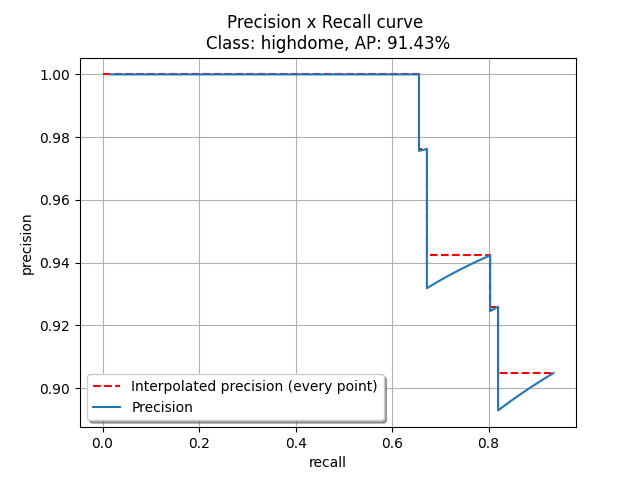 Precision x Recall curve
Class: highdome, AP: 91.43%
1.00
0.98
0.96
0.94
0.92
0.90
precision
Interpolated precision (every point)
Precision
0.0 0.2 0.4 0.6 0.8
recall